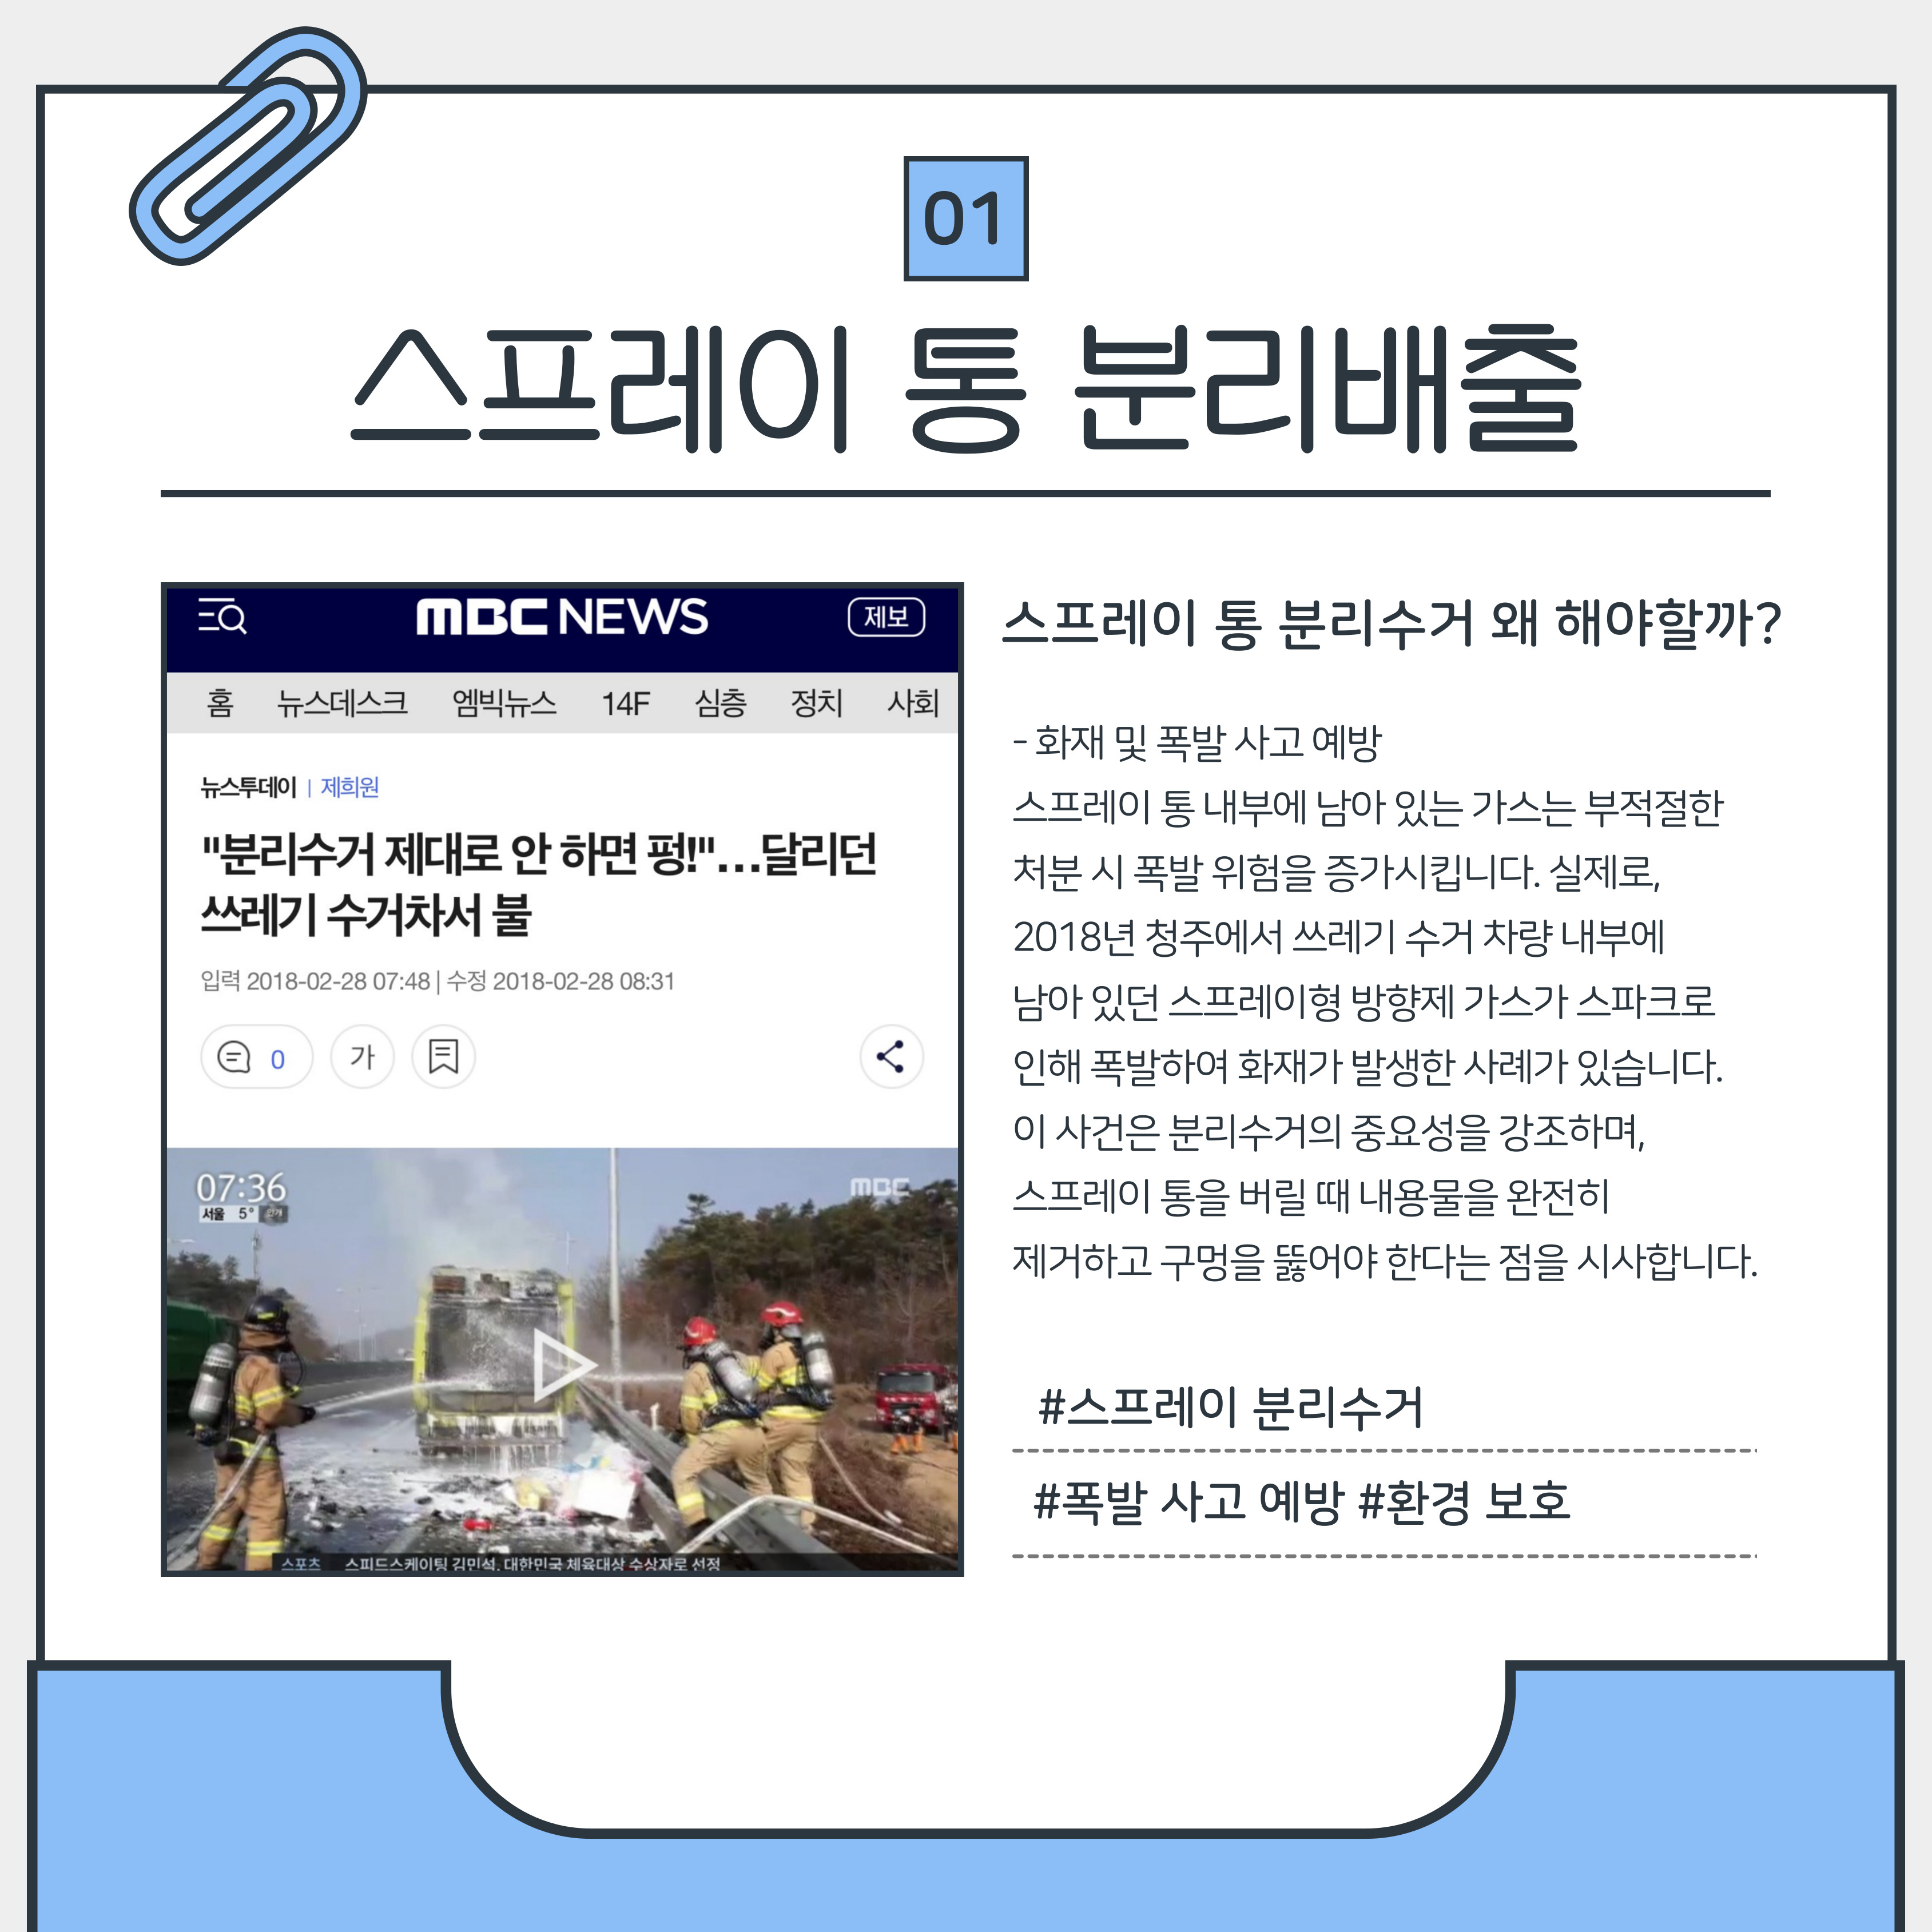 01
스프레이 통 분리배출
MBC NEWS
제보
홈 뉴스데스크 엠빅뉴스 14F 심층 정치 사회
뉴스투데이 | 제희원
"분리수거 제대로 안 하면 펑!"…달리던
쓰레기 수거차서 불
입력 2018-02-28 07:48 | 수정 2018-02-28 08:31
0 가
07:36
MBC
서울 5°
스포츠 스피드스케이팅 김민석, 대한민국 체육대상 수상자로 선정
스프레이 통 분리수거 왜 해야할까?
- 화재 및 폭발 사고 예방
스프레이 통 내부에 남아 있는 가스는 부적절한
처분 시 폭발 위험을 증가시킵니다. 실제로,
2018년 청주에서 쓰레기 수거 차량 내부에
남아 있던 스프레이형 방향제 가스가 스파크로
인해 폭발하여 화재가 발생한 사례가 있습니다.
이 사건은 분리수거의 중요성을 강조하며,
스프레이 통을 버릴 때 내용물을 완전히
제거하고 구멍을 뚫어야 한다는 점을 시사합니다.
#스프레이 분리수거
#폭발 사고 예방 #환경 보호